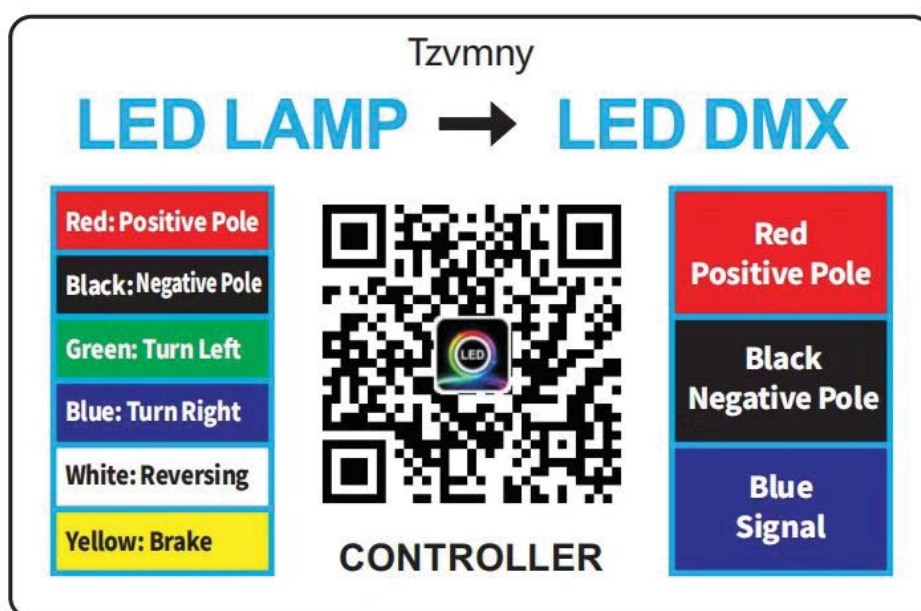 Tzvmny
LED LAMP → LED DMX
Red: Positive Pole
Black: Negative Pole
Green: Turn Left
Blue: Turn Right
White: Reversing
Yellow: Brake
LED
CONTROLLER
Red
Positive Pole
Black
Negative Pole
Blue
Signal